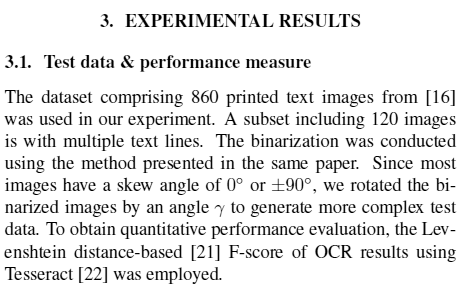 3. EXPERIMENTAL RESULTS
3.1. Test data & performance measure
The dataset comprising 860 printed text images from [16]
was used in our experiment. A subset including 120 images
is with multiple text lines. The binarization was conducted
using the method presented in the same paper. Since most
images have a skew angle of 0° or ±90°, we rotated the bi-
narized images by an angle γ to generate more complex test
data. To obtain quantitative performance evaluation, the Lev-
enshtein distance-based [21] F-score of OCR results using
Tesseract [22] was employed.